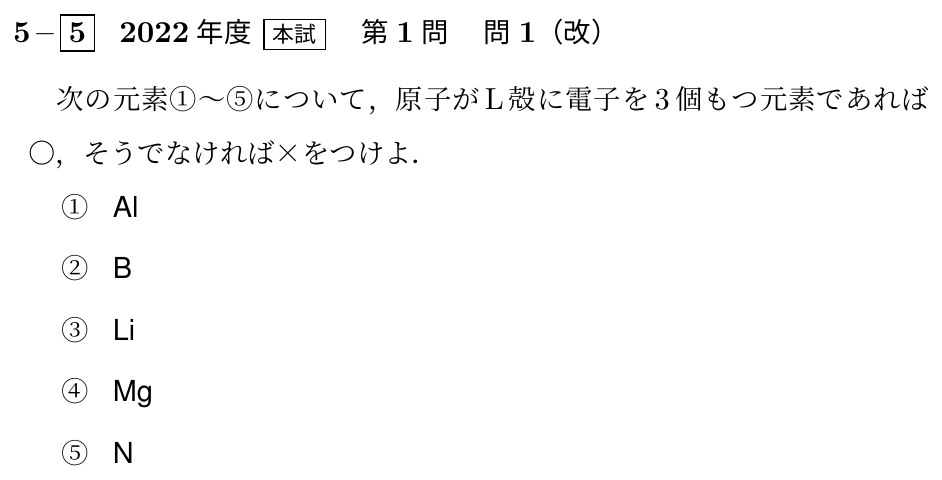 5-5 2022年度 本試 第1問 問1(改)
次の元素①～⑤について，原子がL殻に電子を3個もつ元素であれば
○，そうでなければ×をつけよ．
① Al
② B
③ Li
④ Mg
⑤ N